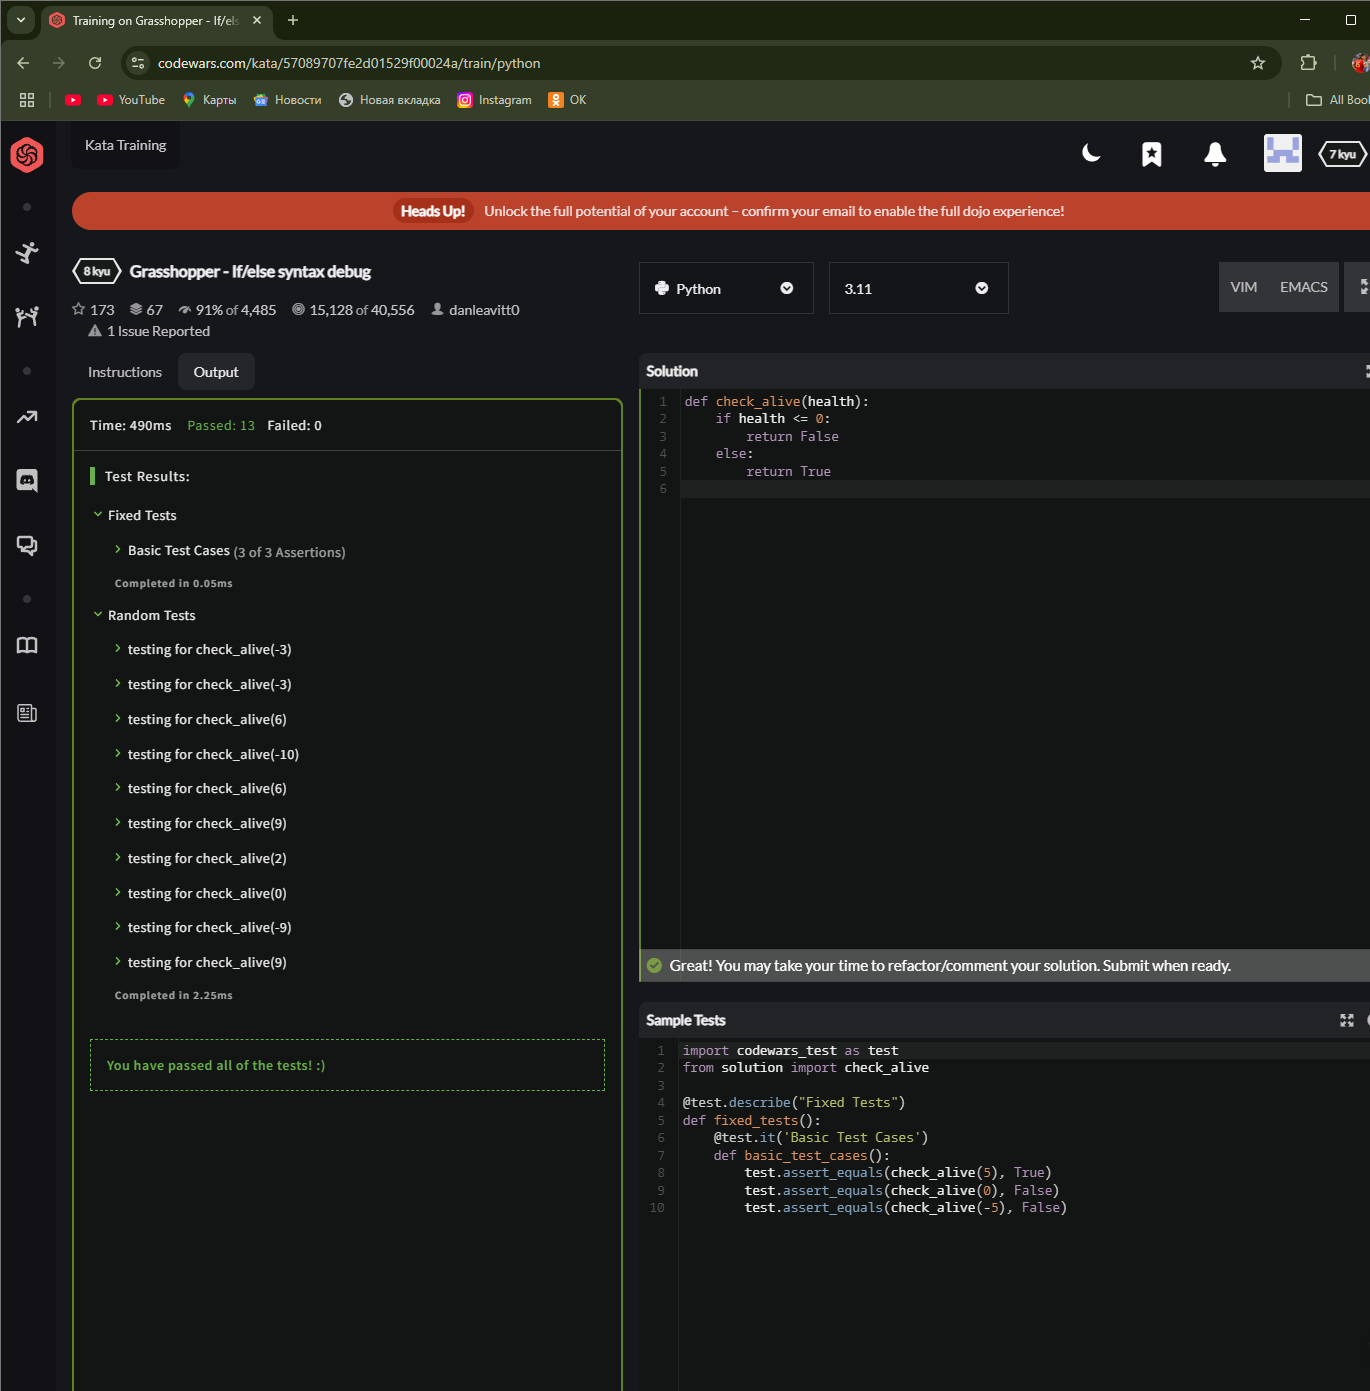 Training on Grasshopper - If/els
codewars.com/kata/57089707fe2d01529f00024a/train/python
YouTube
Карты
Новости
Новая вкладка
Instagram
OK
All Book
Kata Training
7 kyu
Heads Up! Unlock the full potential of your account – confirm your email to enable the full dojo experience!
8 kyu Grasshopper - If/else syntax debug
173 67 91% of 4,485 15,128 of 40,556 danleavitt0
1 Issue Reported
Python
3.11
VIM EMACS
Instructions Output
Time: 490ms Passed: 13 Failed: 0
Test Results:
Fixed Tests
Basic Test Cases (3 of 3 Assertions)
Completed in 0.05ms
Random Tests
testing for check_alive(-3)
testing for check_alive(-3)
testing for check_alive(6)
testing for check_alive(-10)
testing for check_alive(6)
testing for check_alive(9)
testing for check_alive(2)
testing for check_alive(0)
testing for check_alive(-9)
testing for check_alive(9)
Completed in 2.25ms
You have passed all of the tests! :)
Solution
1 def check_alive(health):
2     if health <= 0:
3         return False
4     else:
5         return True
6
Great! You may take your time to refactor/comment your solution. Submit when ready.
Sample Tests
1 import codewars_test as test
2 from solution import check_alive
3
4 @test.describe("Fixed Tests")
5 def fixed_tests():
6     @test.it('Basic Test Cases')
7     def basic_test_cases():
8         test.assert_equals(check_alive(5), True)
9         test.assert_equals(check_alive(0), False)
10         test.assert_equals(check_alive(-5), False)